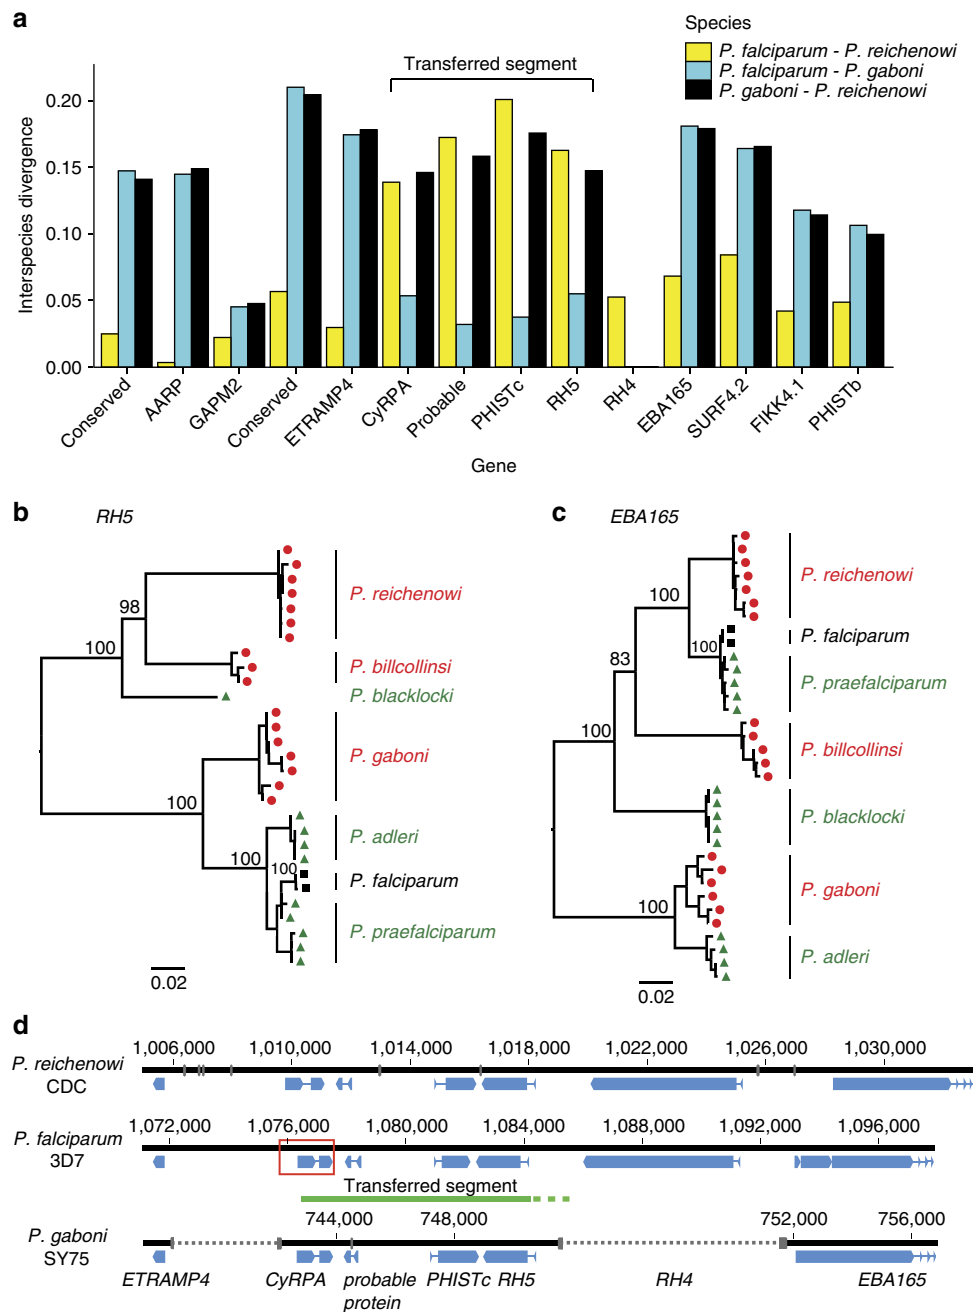 a
Species
P. falciparum - P. reichenowi
P. falciparum - P. gaboni
P. gaboni - P. reichenowi
Transferred segment
Interspecies divergence
0.20
0.15
0.10
0.05
0.00
Conserved
AARP
GAPM2
Conserved
ETRAMP4
CyRPA
Probable
PHISTc
RH5
RH4
EBA165
SURF4.2
FIKK4.1
PHISTb
Gene
b
RH5
98
100
100
100
100
P. reichenowi
P. billcollinsi
P. blacklocki
P. gaboni
P. adleri
P. falciparum
P. praefalciparum
0.02
c
EBA165
100
100
83
100
100
P. reichenowi
P. falciparum
P. praefalciparum
P. billcollinsi
P. blacklocki
P. gaboni
P. adleri
0.02
d
P. reichenowi
CDC
1,006,000 1,010,000 1,014,000 1,018,000 1,022,000 1,026,000 1,030,000
P. falciparum
3D7
1,072,000 1,076,000 1,080,000 1,084,000 1,088,000 1,092,000 1,096,000
Transferred segment
P. gaboni
SY75
744,000 748,000 752,000 756,000
ETRAMP4 CyRPA probable protein PHISTc RH5 RH4 EBA165